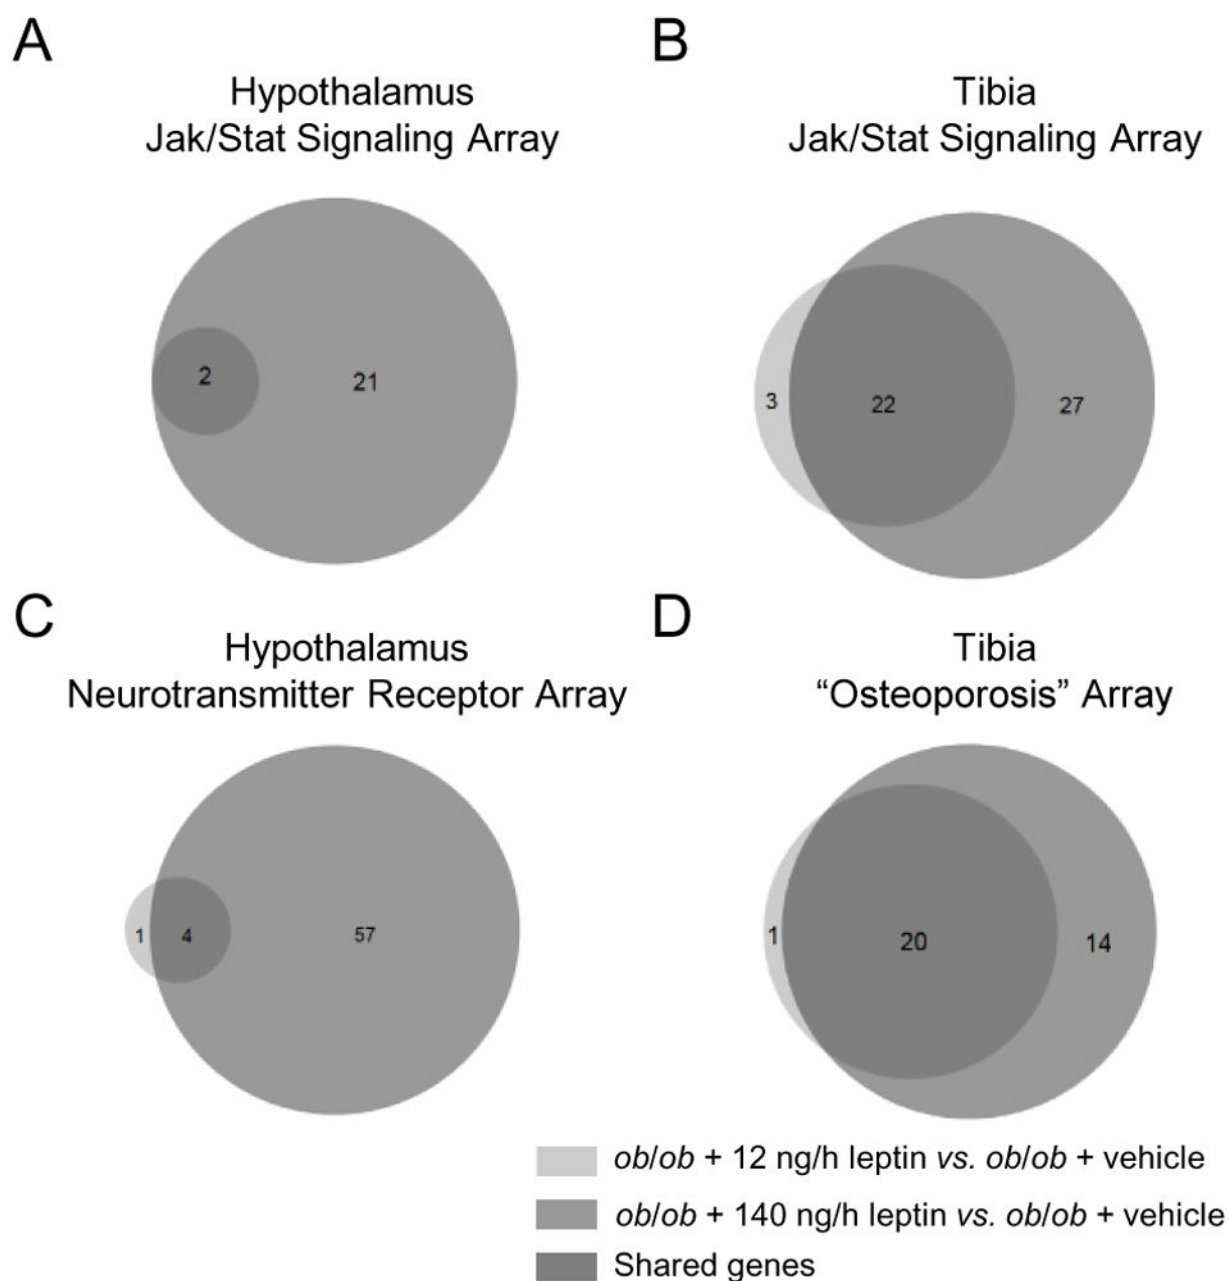 A
Hypothalamus
Jak/Stat Signaling Array
2
21
B
Tibia
Jak/Stat Signaling Array
3
22
27
C
Hypothalamus
Neurotransmitter Receptor Array
1
4
57
D
Tibia
“Osteoporosis” Array
1
20
14
ob/ob + 12 ng/h leptin vs. ob/ob + vehicle
ob/ob + 140 ng/h leptin vs. ob/ob + vehicle
Shared genes